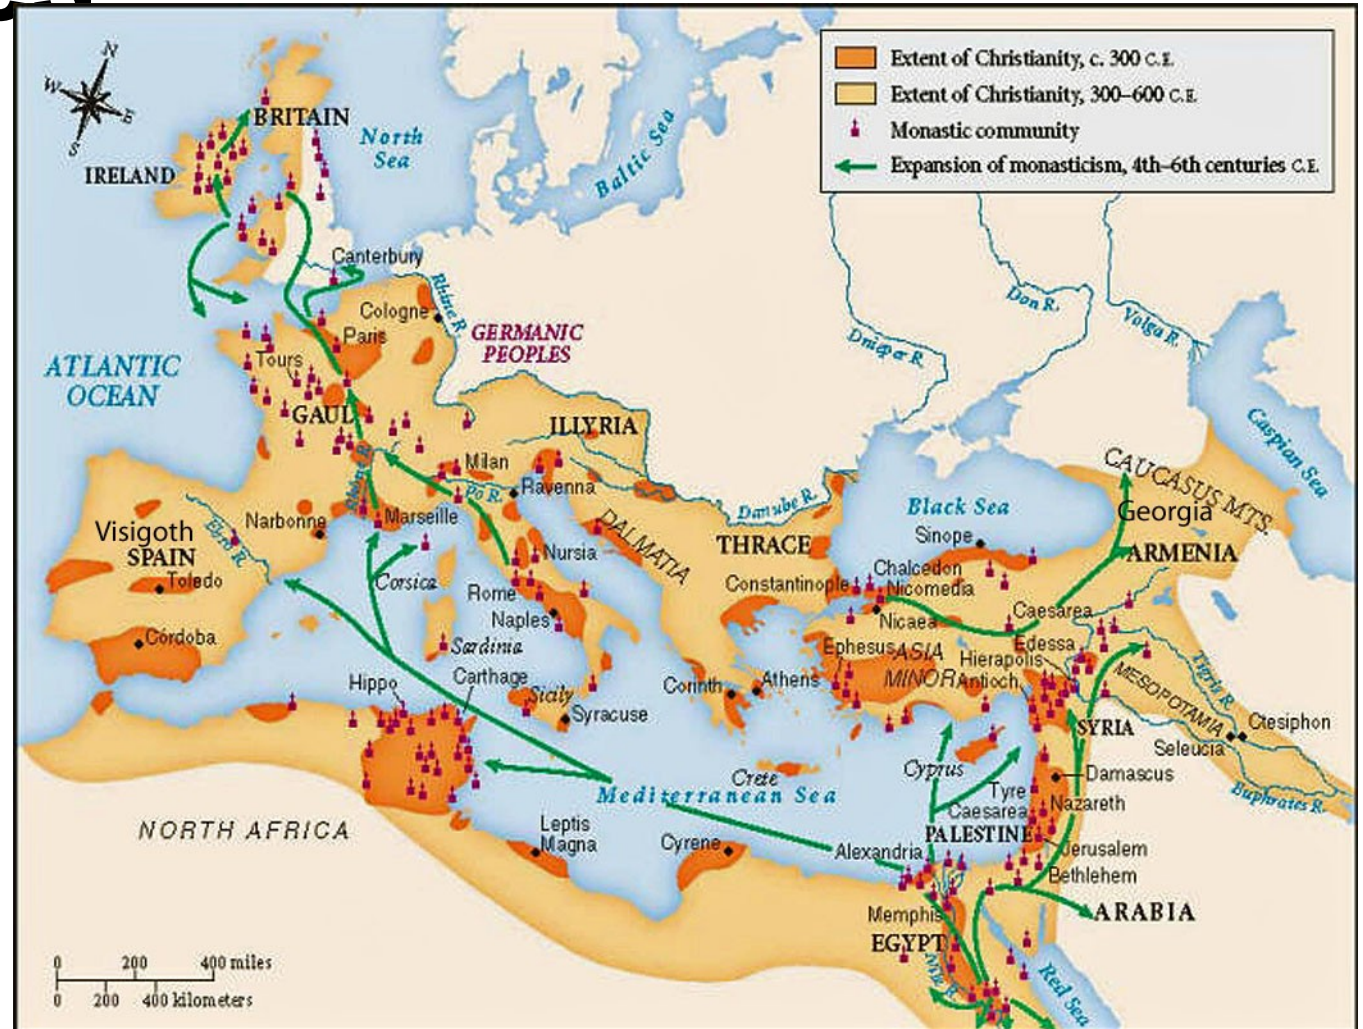 N
W
E
S
Extent of Christianity, c. 300 C.E.
Extent of Christianity, 300–600 C.E.
Monastic community
Expansion of monasticism, 4th–6th centuries C.E.
BRITAIN
North
Sea
Baltic Sea
IRELAND
Canterbury
Rhine R.
Cologne
GERMANIC
PEOPLES
Paris
Don R.
Volga R.
Dnieper R.
ATLANTIC
OCEAN
Tours
GAUL
ILLYRIA
Caspian Sea
Milan
Po R.
Ravenna
Rhône R.
CAUCASUS MTS.
Danube R.
Black Sea
Georgia
Narbonne
Marseille
DALMATIA
Visigoth
SPAIN
Ebro R.
Sinope
THRACE
ARMENIA
Nursia
Toledo
Corsica
Rome
Constantinople
Chalcedon
Nicomedia
Naples
Nicaea
Caesarea
Córdoba
Sardinia
Ephesus
ASIA
MINOR
Edessa
Hierapolis
Antioch
Hippo
Carthage
Sicily
Corinth
Athens
MESOPOTAMIA
Tigris R.
Syracuse
SYRIA
Ctesiphon
Seleucia
Crete
Cyprus
Damascus
Mediterranean Sea
Tyre
Caesarea
Nazareth
Euphrates R.
NORTH AFRICA
Leptis
Magna
Cyrene
PALESTINE
Alexandria
Jerusalem
Bethlehem
Memphis
ARABIA
EGYPT
Nile R.
Red Sea
0 200 400 miles
0 200 400 kilometers